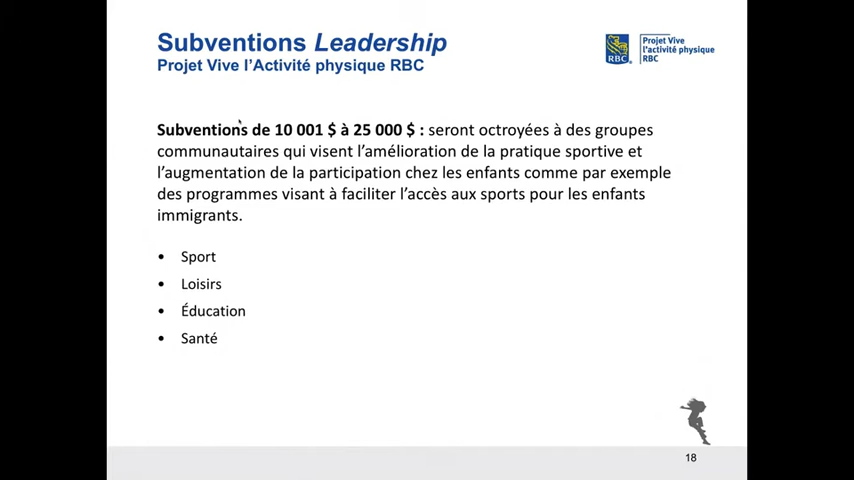 Subventions Leadership
Projet Vive l'Activité physique RBC
RBC
Projet Vive
l'activité physique
RBC
Subventions de 10 001 $ à 25 000 $ : seront octroyées à des groupes
communautaires qui visent l'amélioration de la pratique sportive et
l'augmentation de la participation chez les enfants comme par exemple
des programmes visant à faciliter l'accès aux sports pour les enfants
immigrants.
• Sport
• Loisirs
• Éducation
• Santé
18